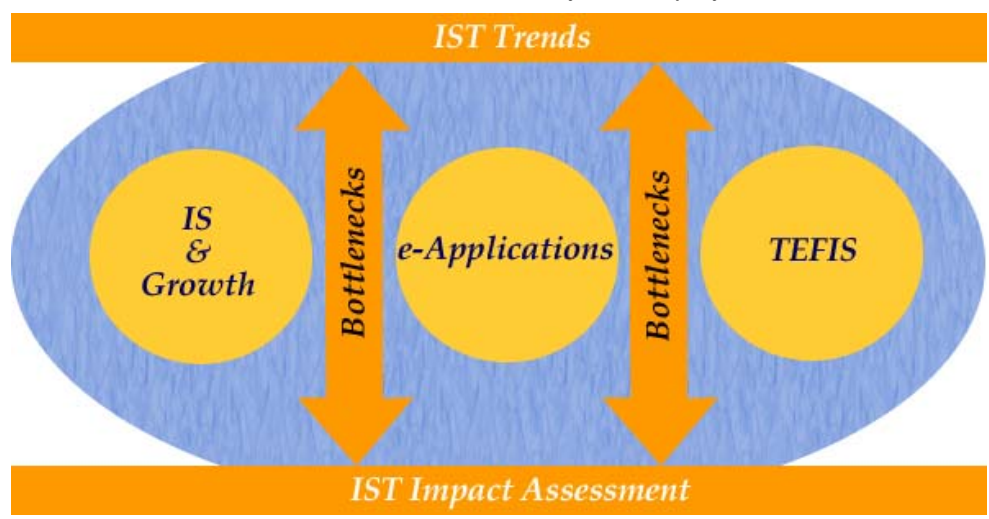 IST Trends
IS
&
Growth
Bottlenecks
e-Applications
Bottlenecks
TEFIS
IST Impact Assessment